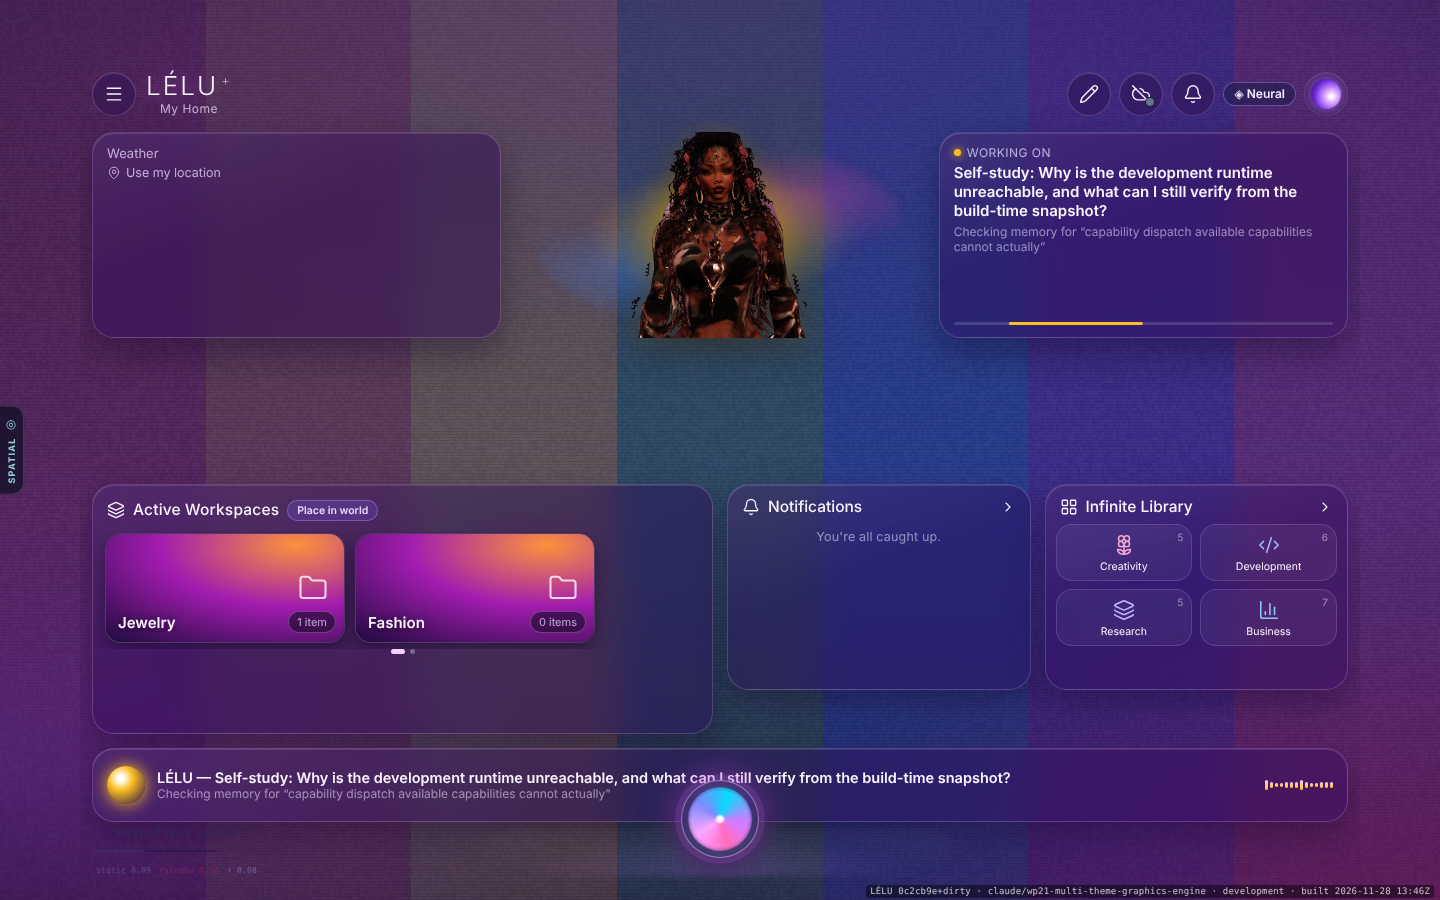 LÉLU +
My Home
◈ Neural
Weather
Use my location
WORKING ON
Self-study: Why is the development runtime
unreachable, and what can I still verify from the
build-time snapshot?
Checking memory for “capability dispatch available capabilities
cannot actually”
SPATIAL
Active Workspaces
Place in world
Jewelry
1 item
Fashion
0 items
Notifications
You're all caught up.
Infinite Library
Creativity
5
Development
6
Research
5
Business
7
LÉLU — Self-study: Why is the development runtime unreachable, and what can I still verify from the build-time snapshot?
Checking memory for “capability dispatch available capabilities cannot actually”
static 0.09 rainbow ⚡ 0.08
LÉLU 0c2cb9e+dirty · claude/wp21-multi-theme-graphics-engine · development · built 2026-11-28 13:46Z